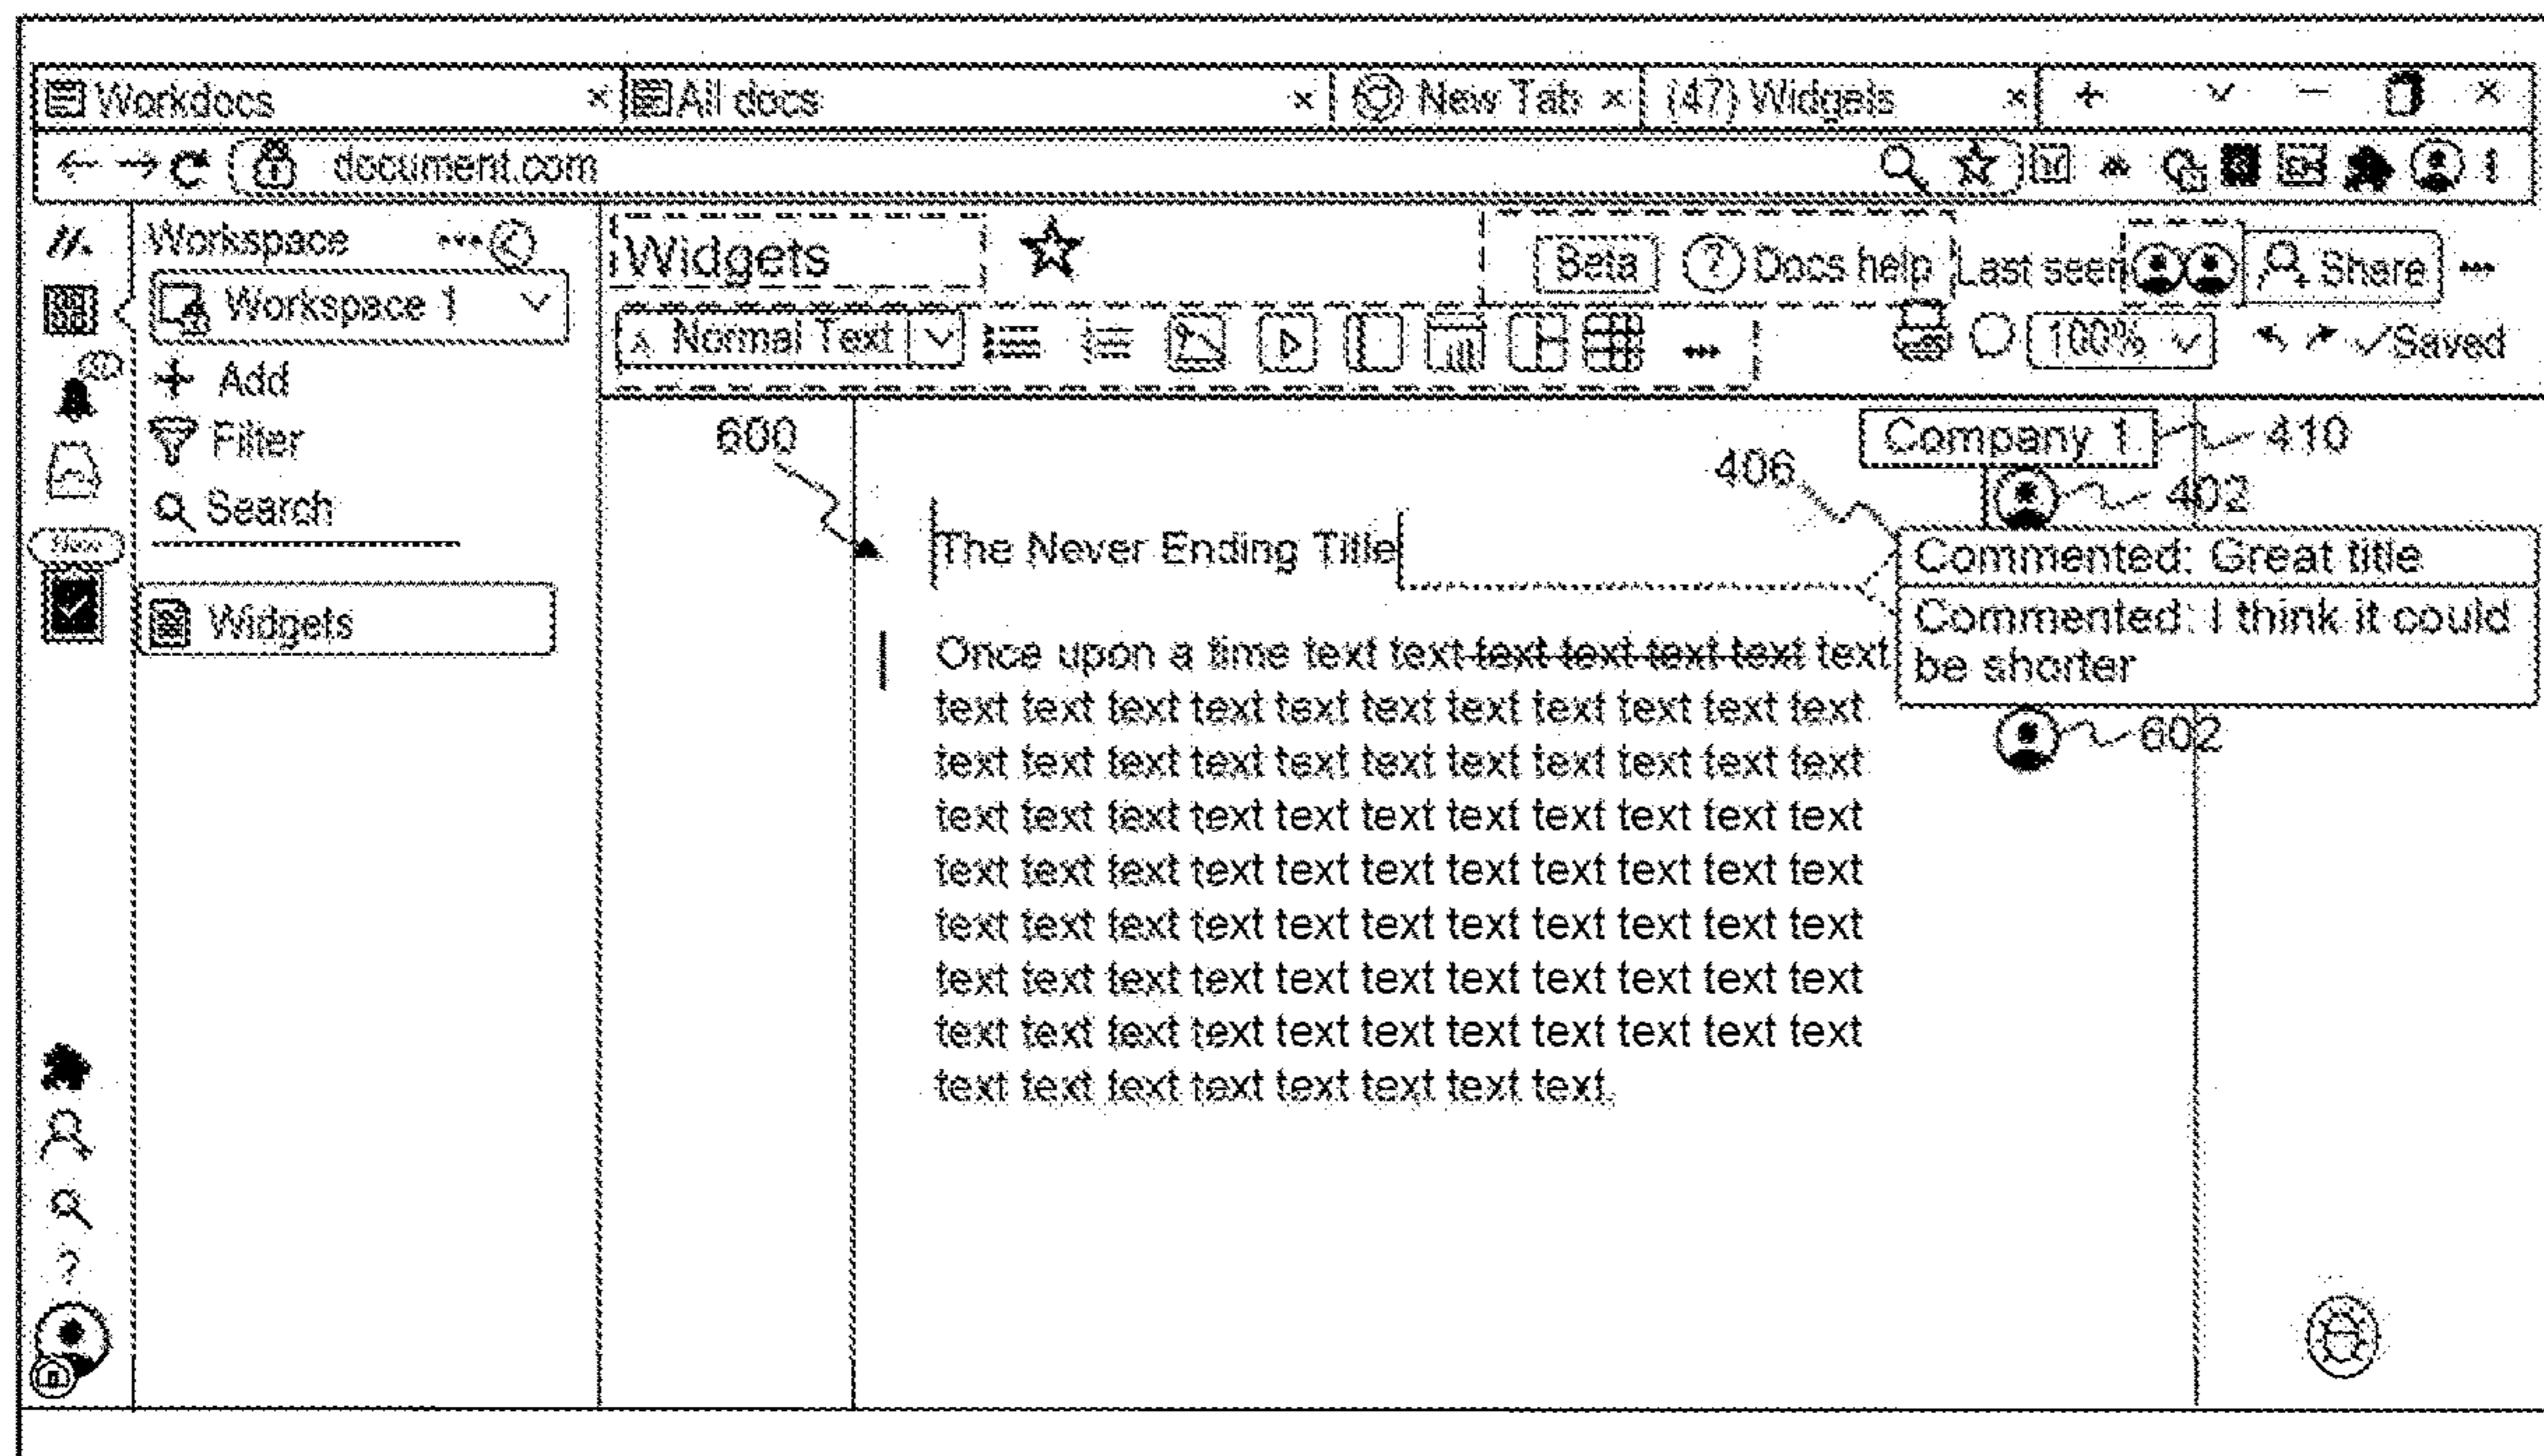 Workdocs × All docs × New Tab × (47) Widgets × + ×
document.com
Workspace
Workspace 1
Add
Filter
Search
New
Widgets
Widgets Beta ? Docs help Last seen Share
A Normal Text 100% Saved
600
Company 1 410
406
402
The Never Ending Title
Commented: Great title
Commented: I think it could
be shorter
602
Once upon a time text text text text text text text
text text text text text text text text text text text
text text text text text text text text text text text
text text text text text text text text text text text
text text text text text text text text text text text
text text text text text text text text text text text
text text text text text text text text text text text
text text text text text text text text text text text
text text text text text text text text.
?